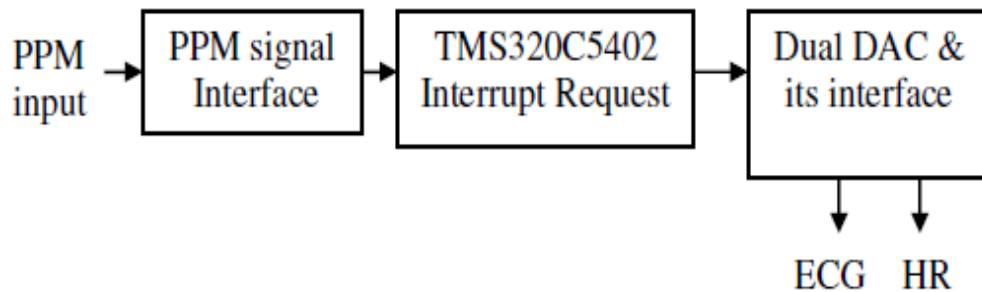 PPM
input
PPM signal
Interface
TMS320C5402
Interrupt Request
Dual DAC &
its interface
ECG HR